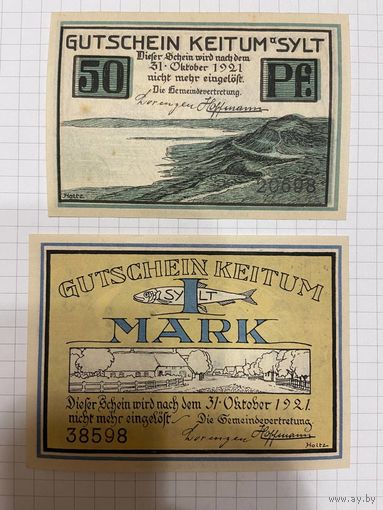 GUTSCHEIN KEITUM a SYLT
50 Dieser Schein wird nach dem Pf.
31. Oktober 1921
nicht mehr eingelöst.
Die Gemeindevertretung.
Lorenzen Hoffmann
20698
Holtz
GUTSCHEIN KEITUM
1
SYLT
MARK
Dieser Schein wird nach dem 31. Oktober 1921
nicht mehr eingelöst. Die Gemeindevertretung.
38598 Lorenzen Hoffmann
Holtz
www.ay.by